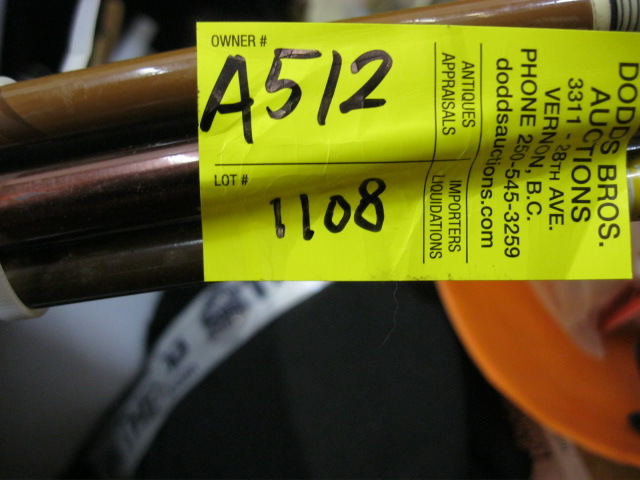 OWNER #
A512
LOT #
1108
ANTIQUES
APPRAISALS
IMPORTERS
LIQUIDATIONS
DODDS BROS.
AUCTIONS
3311 - 28TH AVE.
VERNON, B.C.
PHONE 250-545-3259
doddsauctions.com